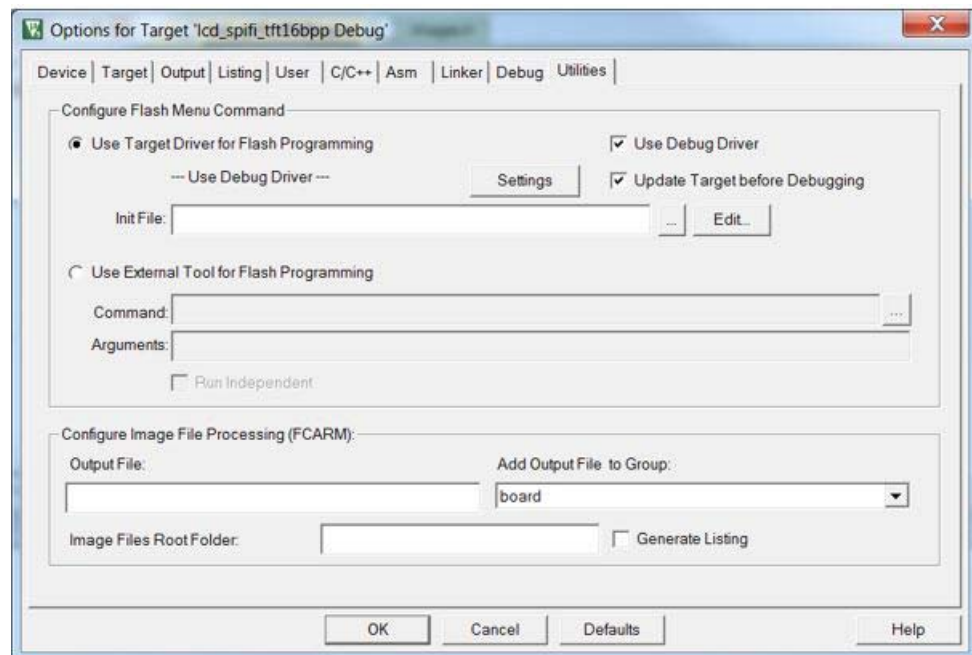 Options for Target 'lcd_spifi_tft16bpp Debug'
Device Target Output Listing User C/C++ Asm Linker Debug Utilities
Configure Flash Menu Command
Use Target Driver for Flash Programming
Use Debug Driver
--- Use Debug Driver ---
Settings
Update Target before Debugging
Init File:
...
Edit...
Use External Tool for Flash Programming
Command:
...
Arguments:
Run Independent
Configure Image File Processing (FCARM):
Output File:
Add Output File to Group:
board
Image Files Root Folder:
Generate Listing
OK Cancel Defaults Help